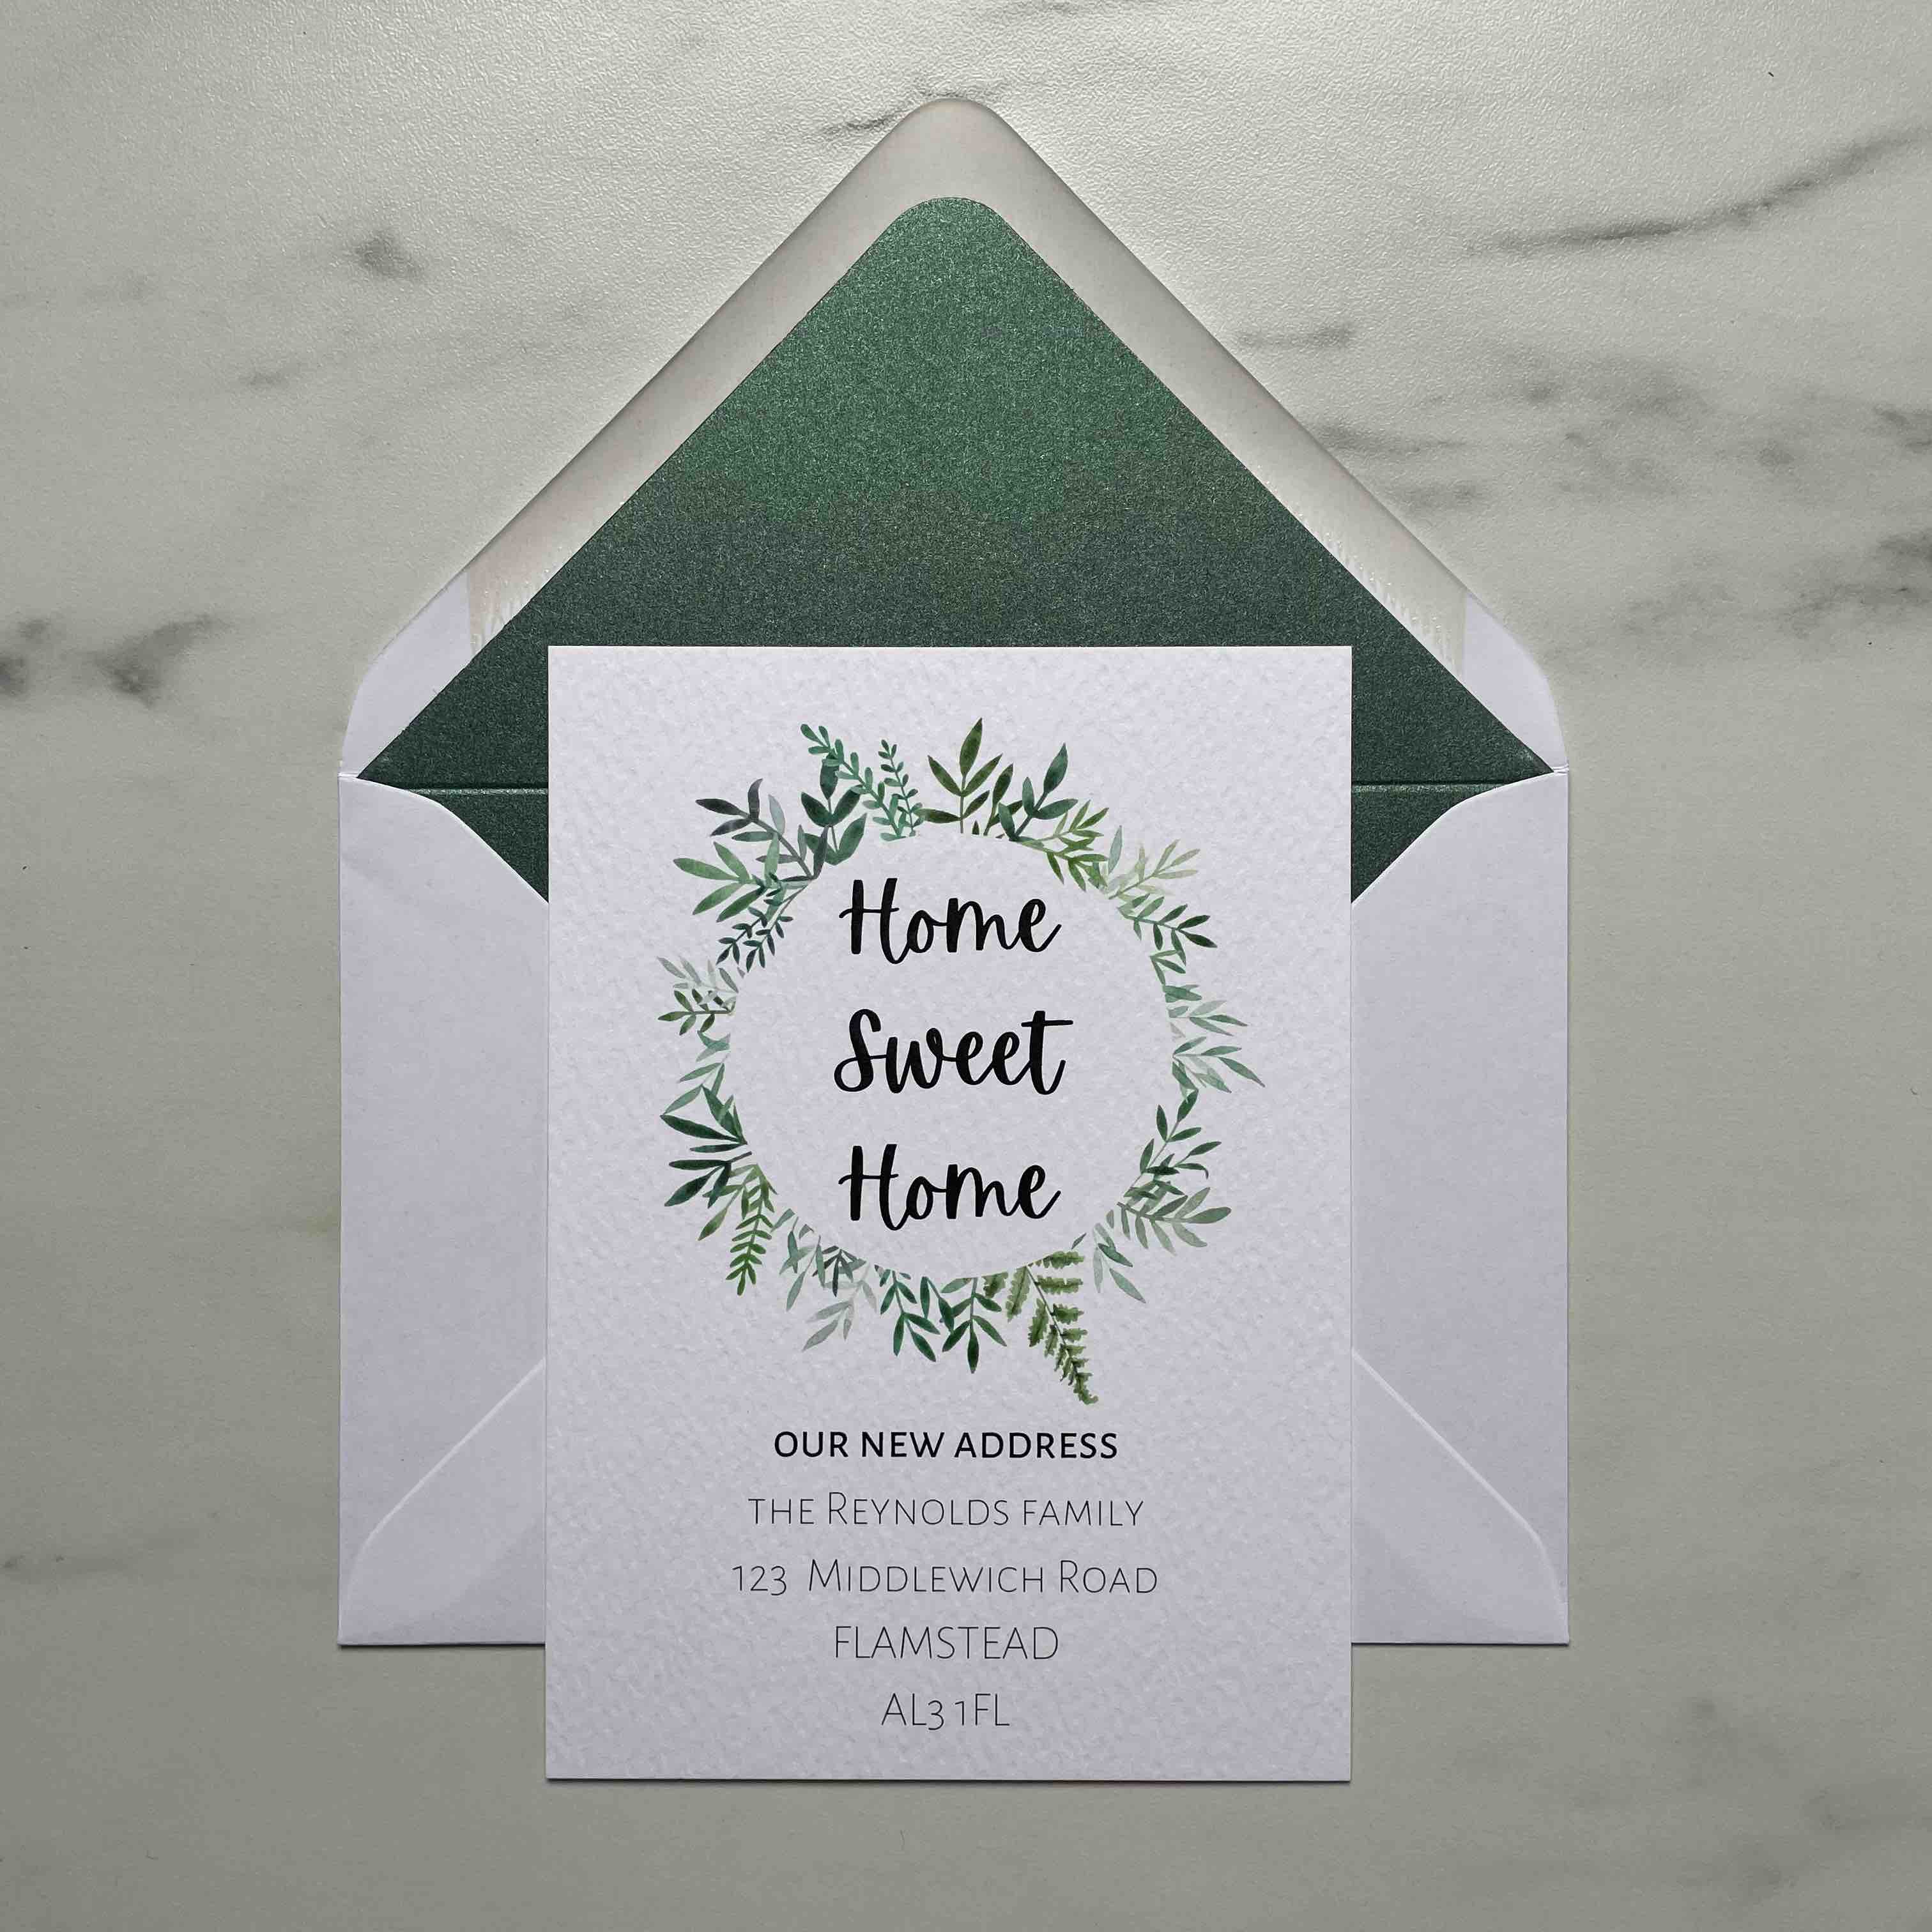 Home
Sweet
Home
OUR NEW ADDRESS
THE REYNOLDS FAMILY
123 MIDDLEWICH ROAD
FLAMSTEAD
AL3 1FL